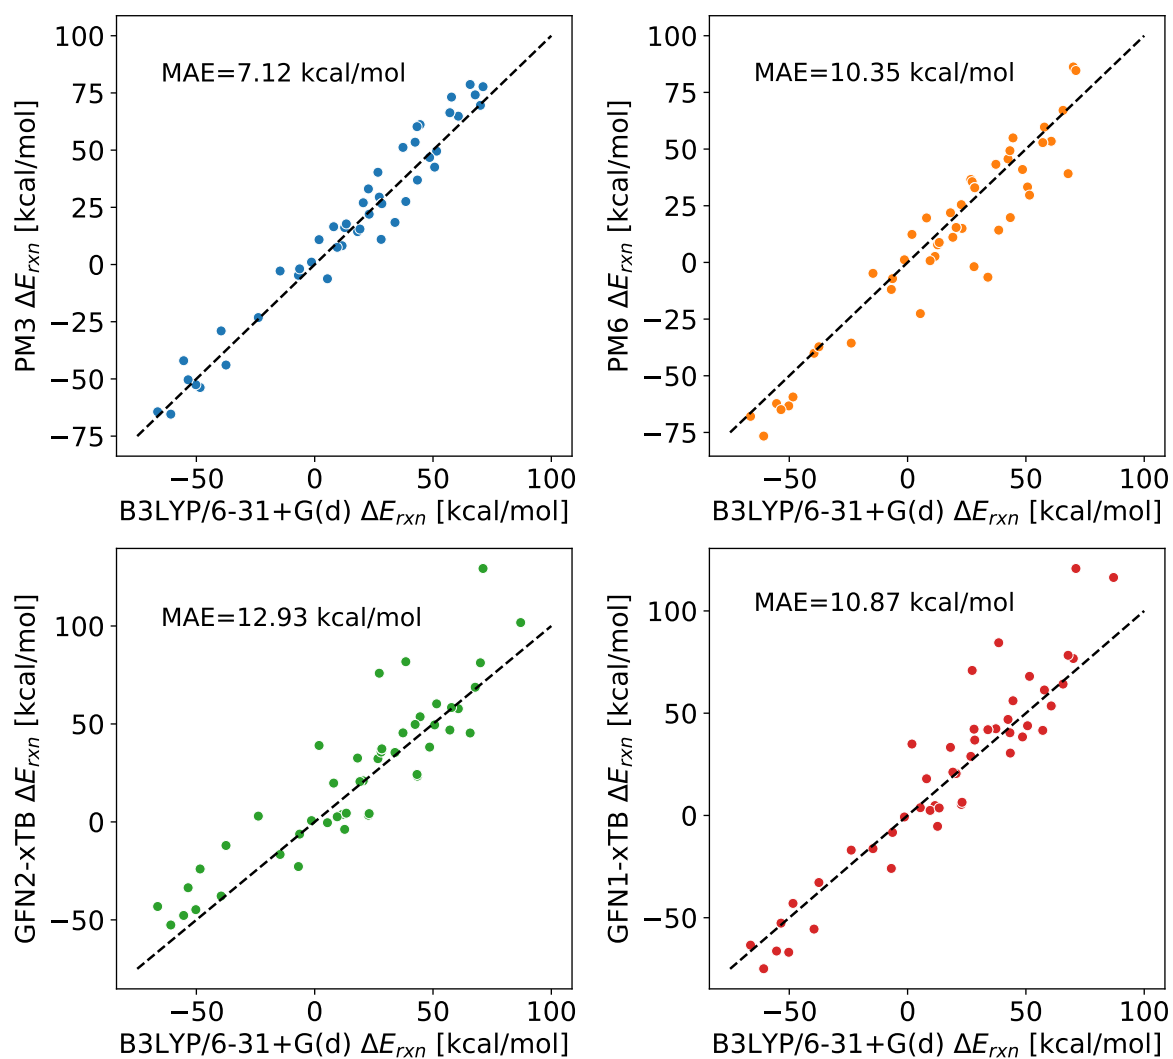 100
75
50
25
0
−25
−50
−75
PM3 ΔE_rxn [kcal/mol]
MAE=7.12 kcal/mol
−50 0 50 100
B3LYP/6-31+G(d) ΔE_rxn [kcal/mol]
100
75
50
25
0
−25
−50
−75
PM6 ΔE_rxn [kcal/mol]
MAE=10.35 kcal/mol
−50 0 50 100
B3LYP/6-31+G(d) ΔE_rxn [kcal/mol]
100
50
0
−50
GFN2-xTB ΔE_rxn [kcal/mol]
MAE=12.93 kcal/mol
−50 0 50 100
B3LYP/6-31+G(d) ΔE_rxn [kcal/mol]
100
50
0
−50
GFN1-xTB ΔE_rxn [kcal/mol]
MAE=10.87 kcal/mol
−50 0 50 100
B3LYP/6-31+G(d) ΔE_rxn [kcal/mol]